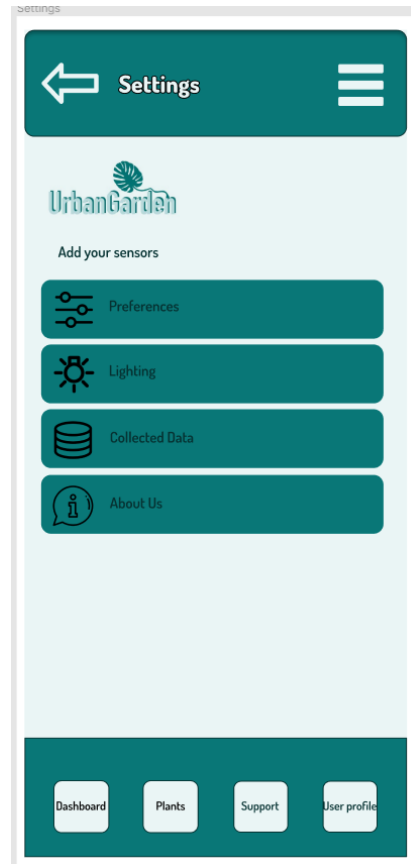 Settings
Settings
UrbanGarden
Add your sensors
Preferences
Lighting
Collected Data
i
About Us
Dashboard Plants Support User profile